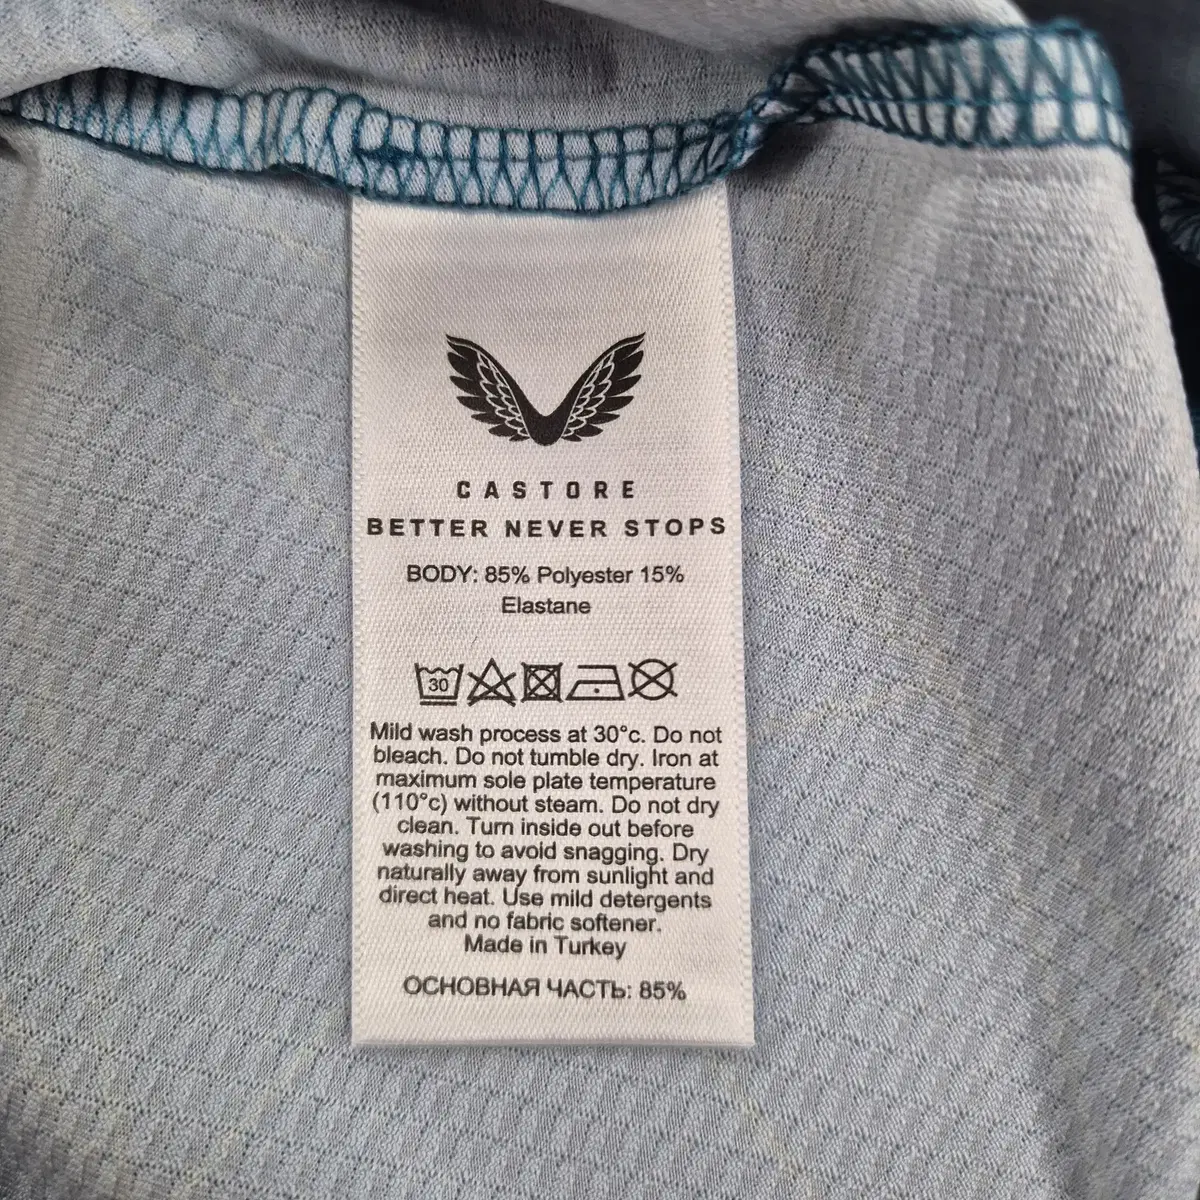 CASTORE
BETTER NEVER STOPS
BODY: 85% Polyester 15%
Elastane
30
Mild wash process at 30°c. Do not
bleach. Do not tumble dry. Iron at
maximum sole plate temperature
(110°c) without steam. Do not dry
clean. Turn inside out before
washing to avoid snagging. Dry
naturally away from sunlight and
direct heat. Use mild detergents
and no fabric softener.
Made in Turkey
ОСНОВНАЯ ЧАСТЬ: 85%